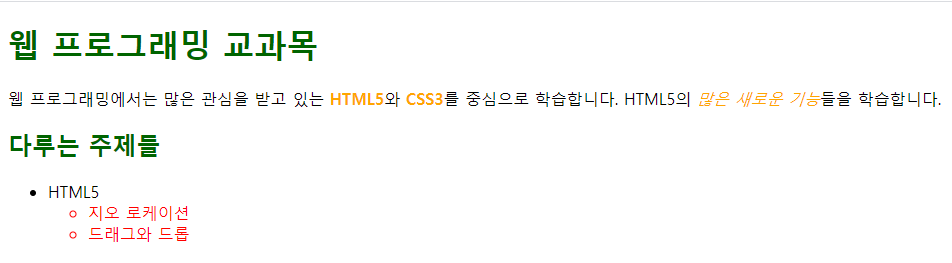 웹 프로그래밍 교과목
웹 프로그래밍에서는 많은 관심을 받고 있는 HTML5와 CSS3를 중심으로 학습합니다. HTML5의 많은 새로운 기능들을 학습합니다.
다루는 주제들
HTML5
지오 로케이션
드래그와 드롭